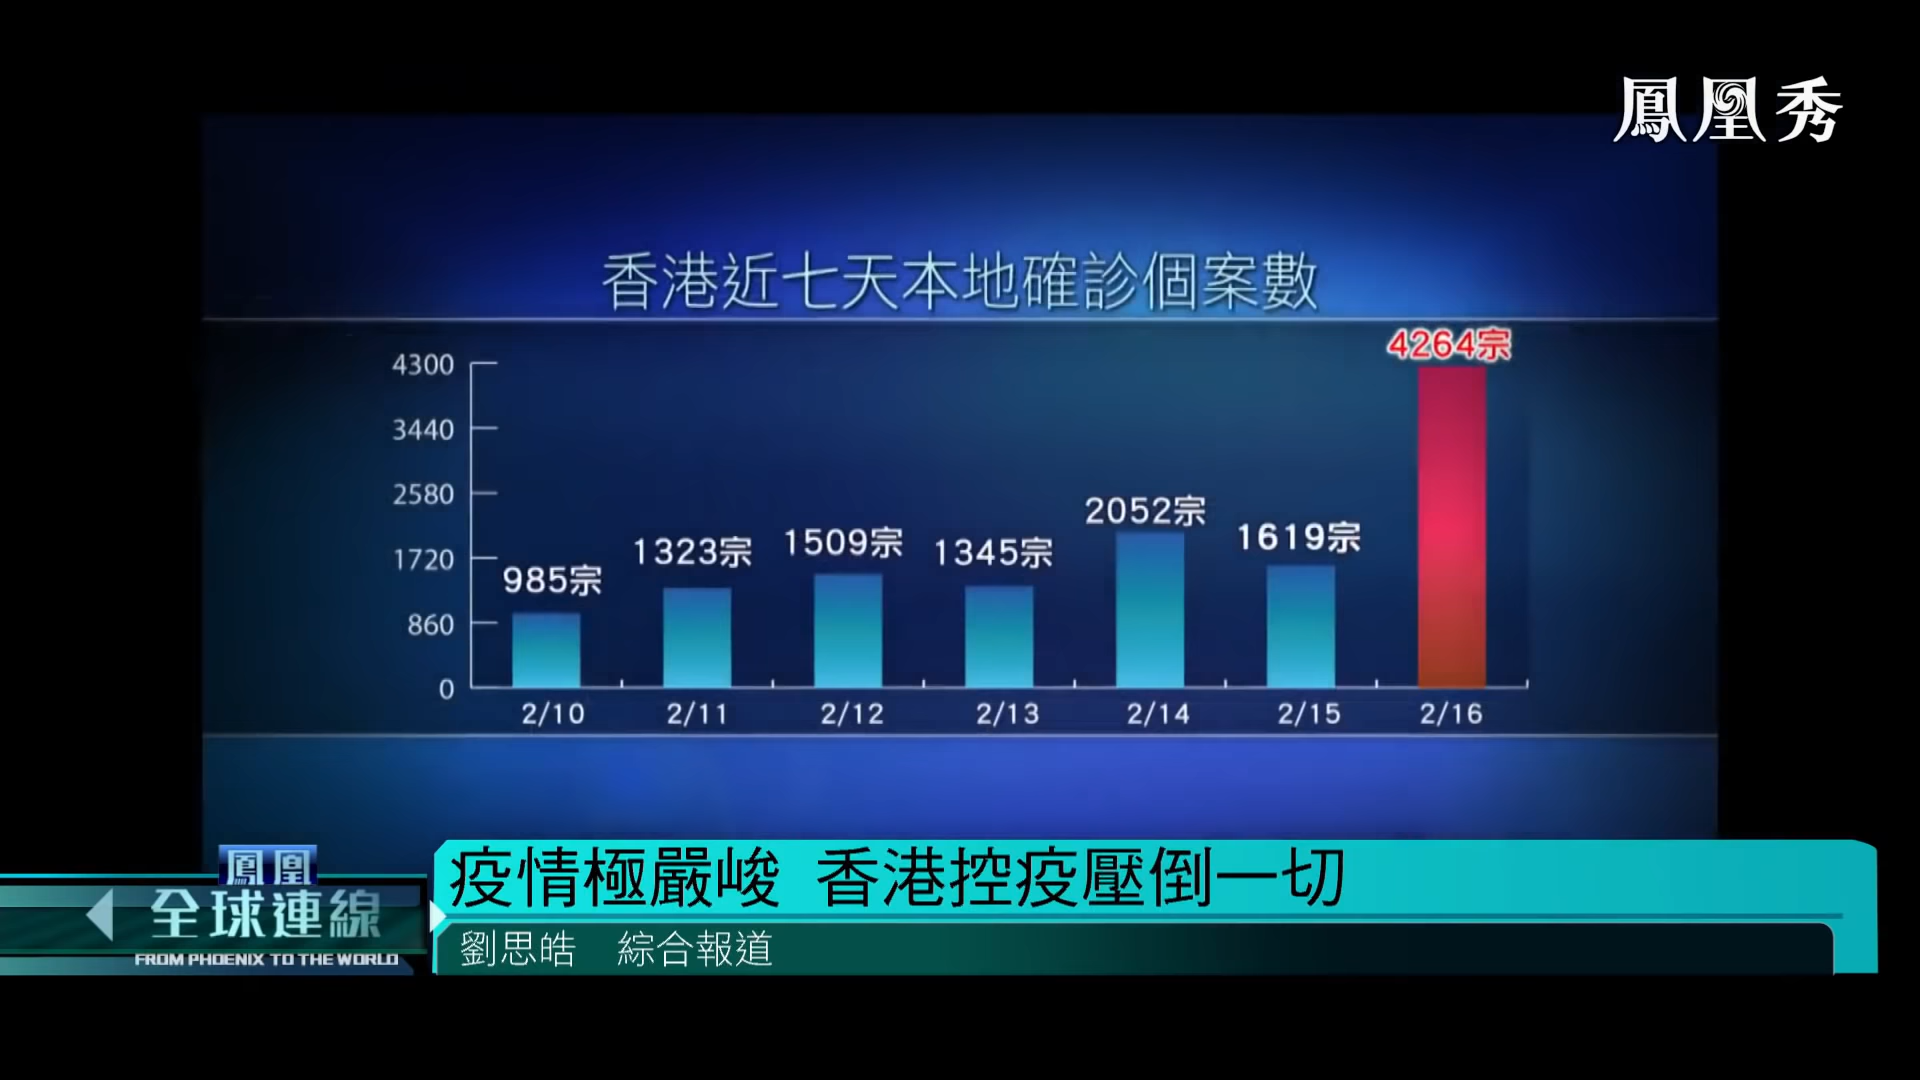 鳳凰秀
香港近七天本地確診個案數
4300
3440
2580
1720
860
0
985宗
1323宗
1509宗
1345宗
2052宗
1619宗
4264宗
2/10
2/11
2/12
2/13
2/14
2/15
2/16
鳳凰
全球連線
FROM PHOENIX TO THE WORLD
疫情極嚴峻 香港控疫壓倒一切
劉思皓 綜合報道